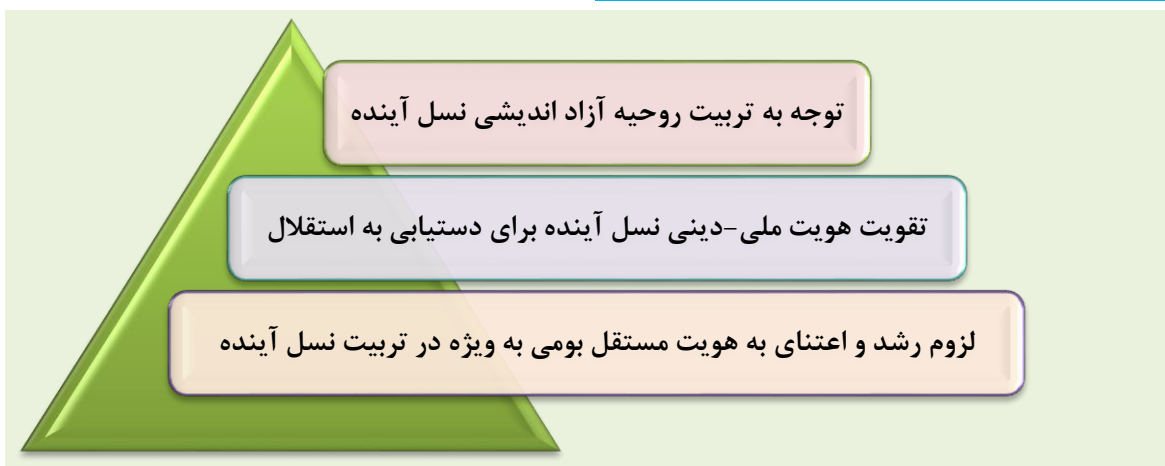 توجه به تربیت روحیه آزاد اندیشی نسل آینده
تقویت هویت ملی-دینی نسل آینده برای دستیابی به استقلال
لزوم رشد و اعتنای به هویت مستقل بومی به ویژه در تربیت نسل آینده